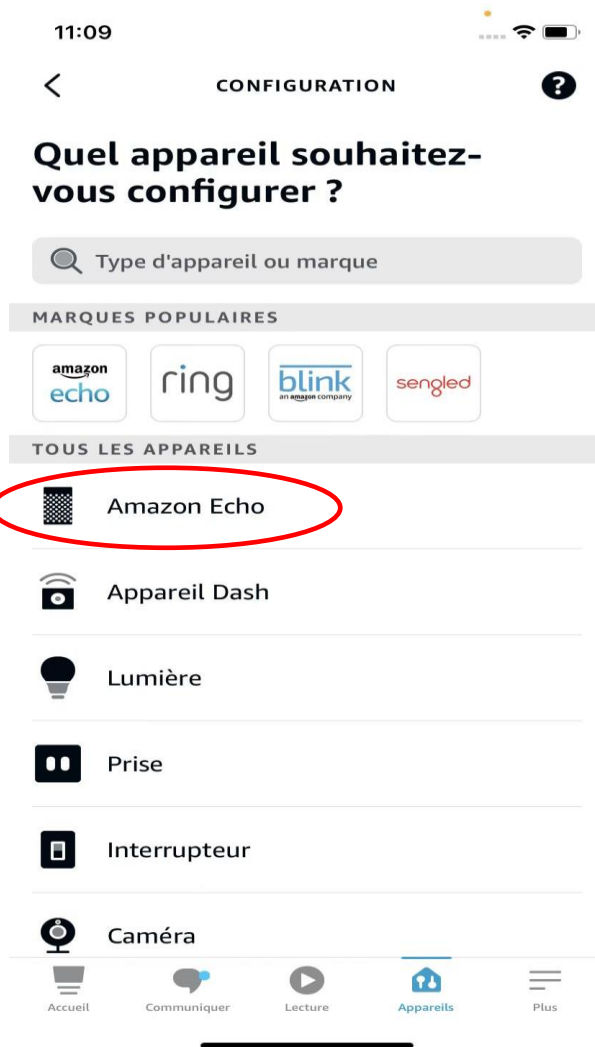 11:09
CONFIGURATION
?
Quel appareil souhaitez-
vous configurer ?
Type d'appareil ou marque
MARQUES POPULAIRES
amazon
echo
ring
blink
an amazon company
sengled
TOUS LES APPAREILS
Amazon Echo
Appareil Dash
Lumière
Prise
Interrupteur
Caméra
Accueil Communiquer Lecture Appareils Plus